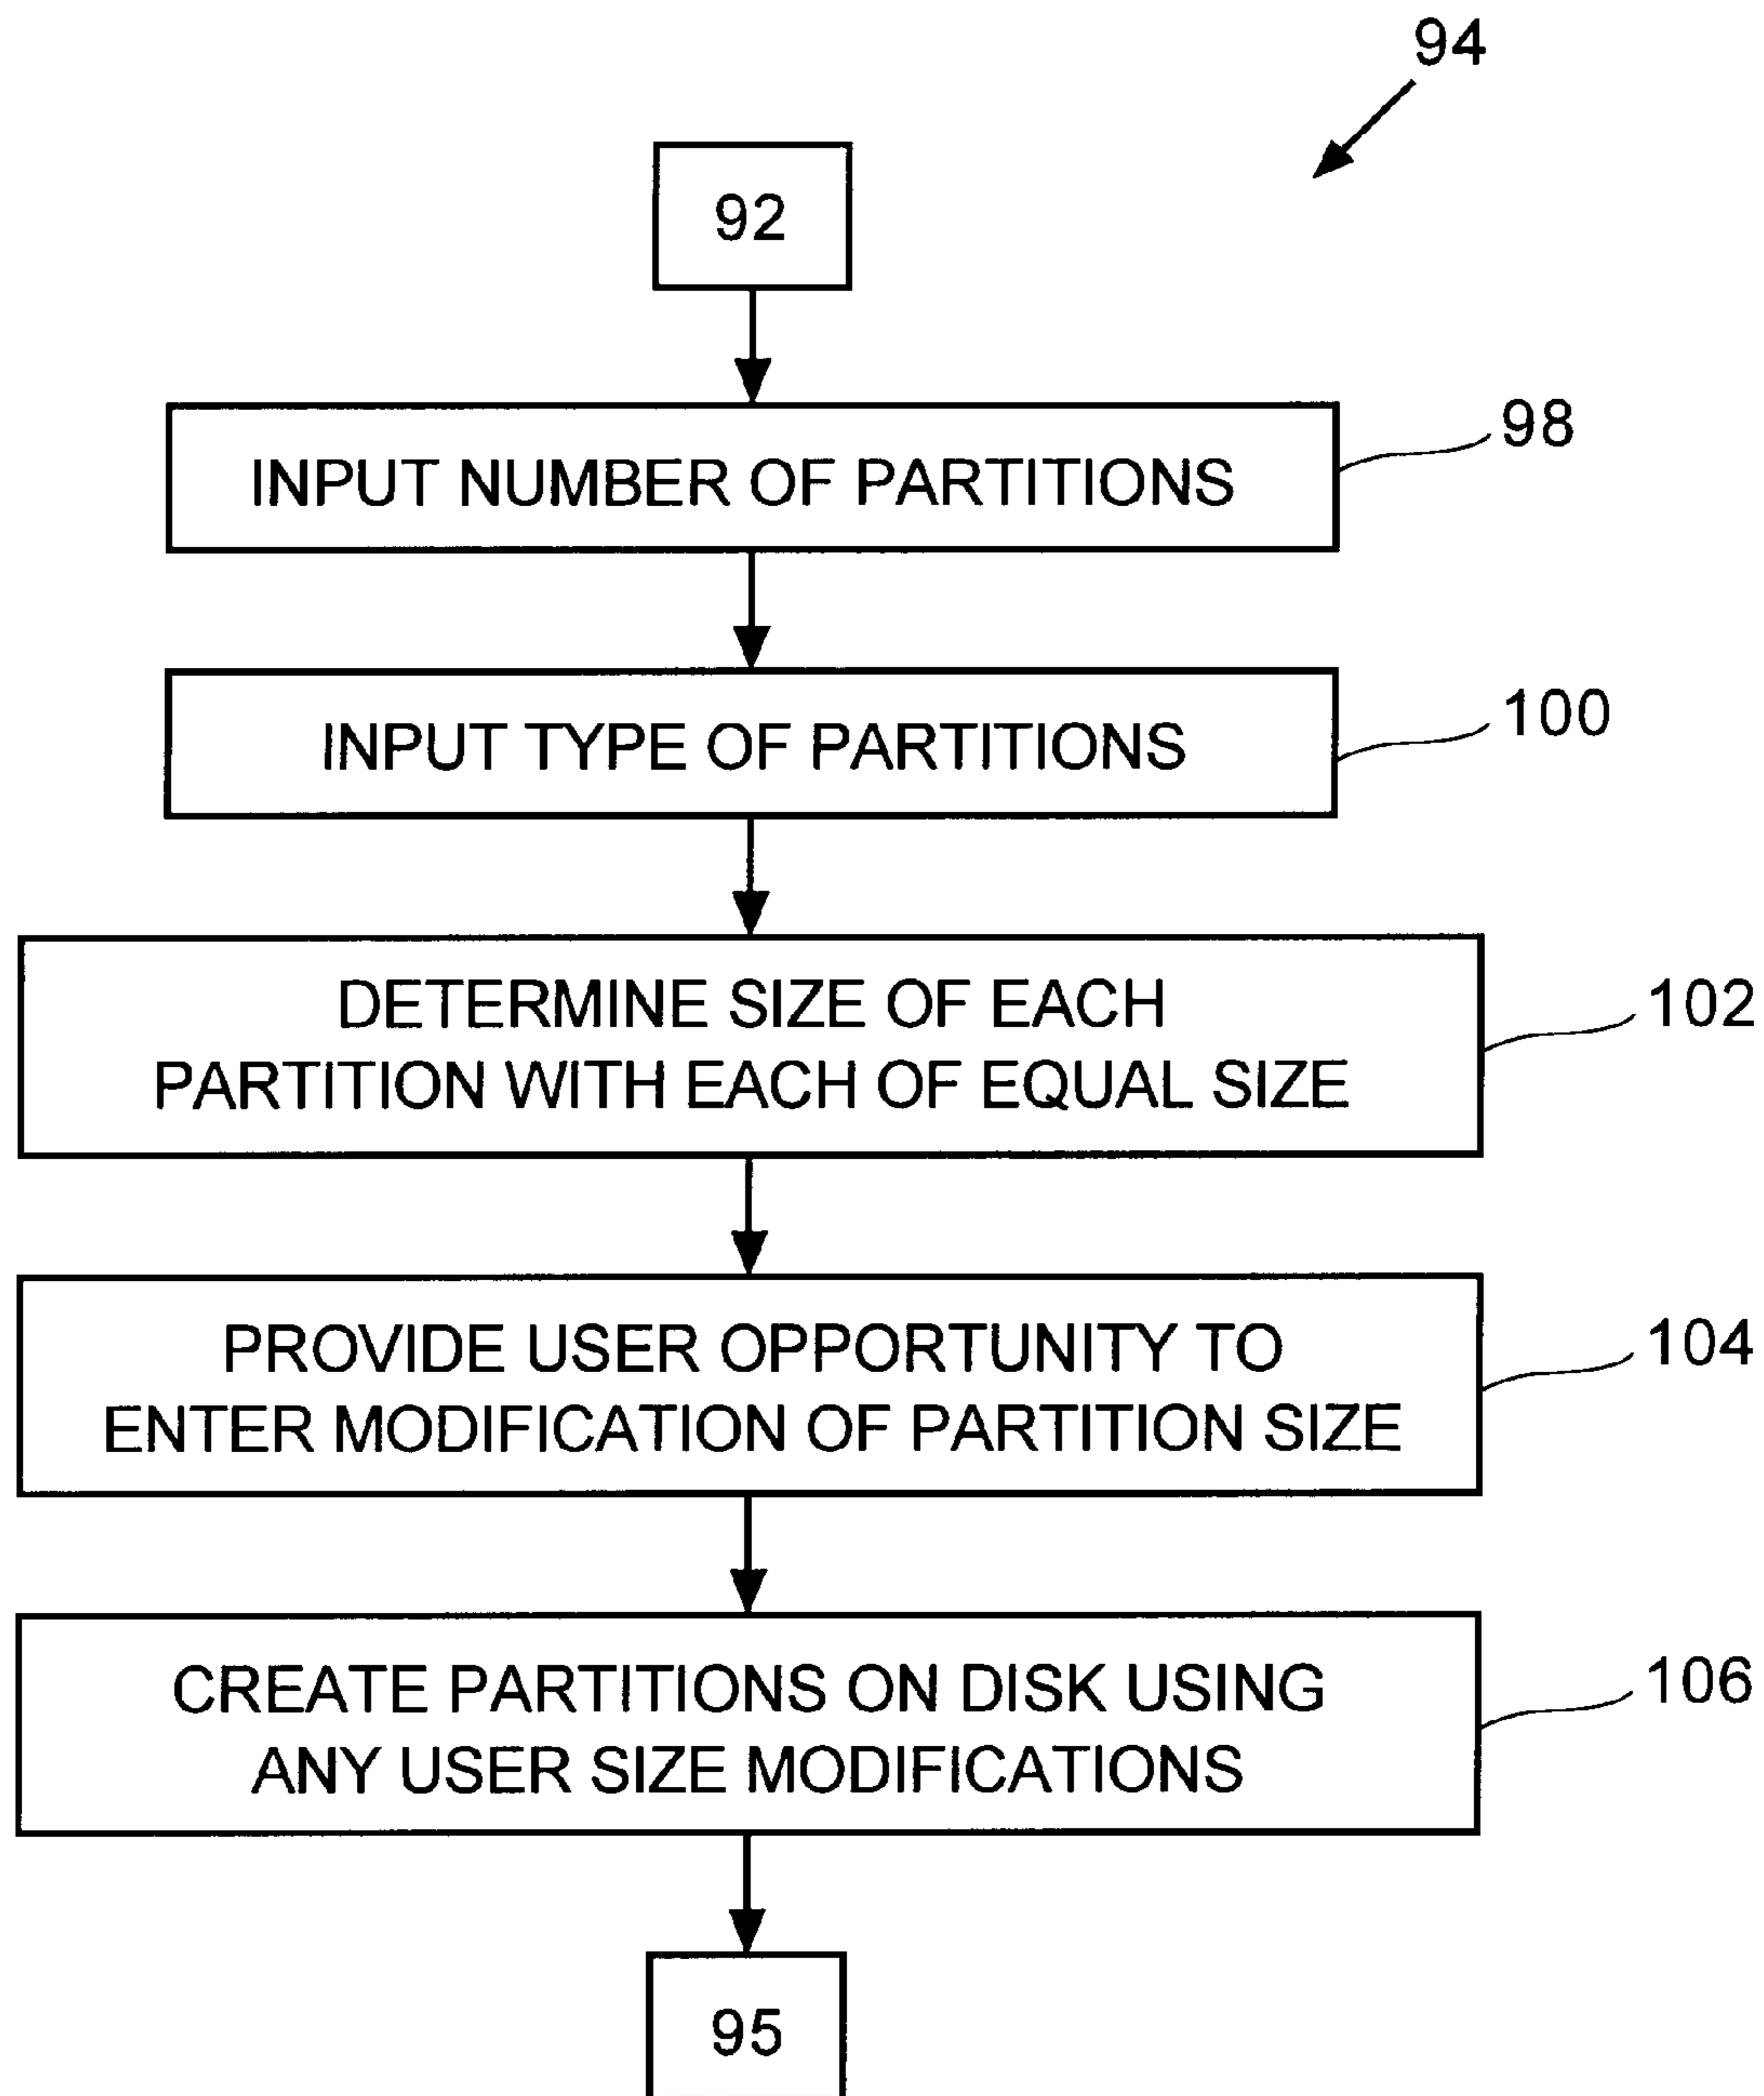 94
92
INPUT NUMBER OF PARTITIONS
98
INPUT TYPE OF PARTITIONS
100
DETERMINE SIZE OF EACH
PARTITION WITH EACH OF EQUAL SIZE
102
PROVIDE USER OPPORTUNITY TO
ENTER MODIFICATION OF PARTITION SIZE
104
CREATE PARTITIONS ON DISK USING
ANY USER SIZE MODIFICATIONS
106
95